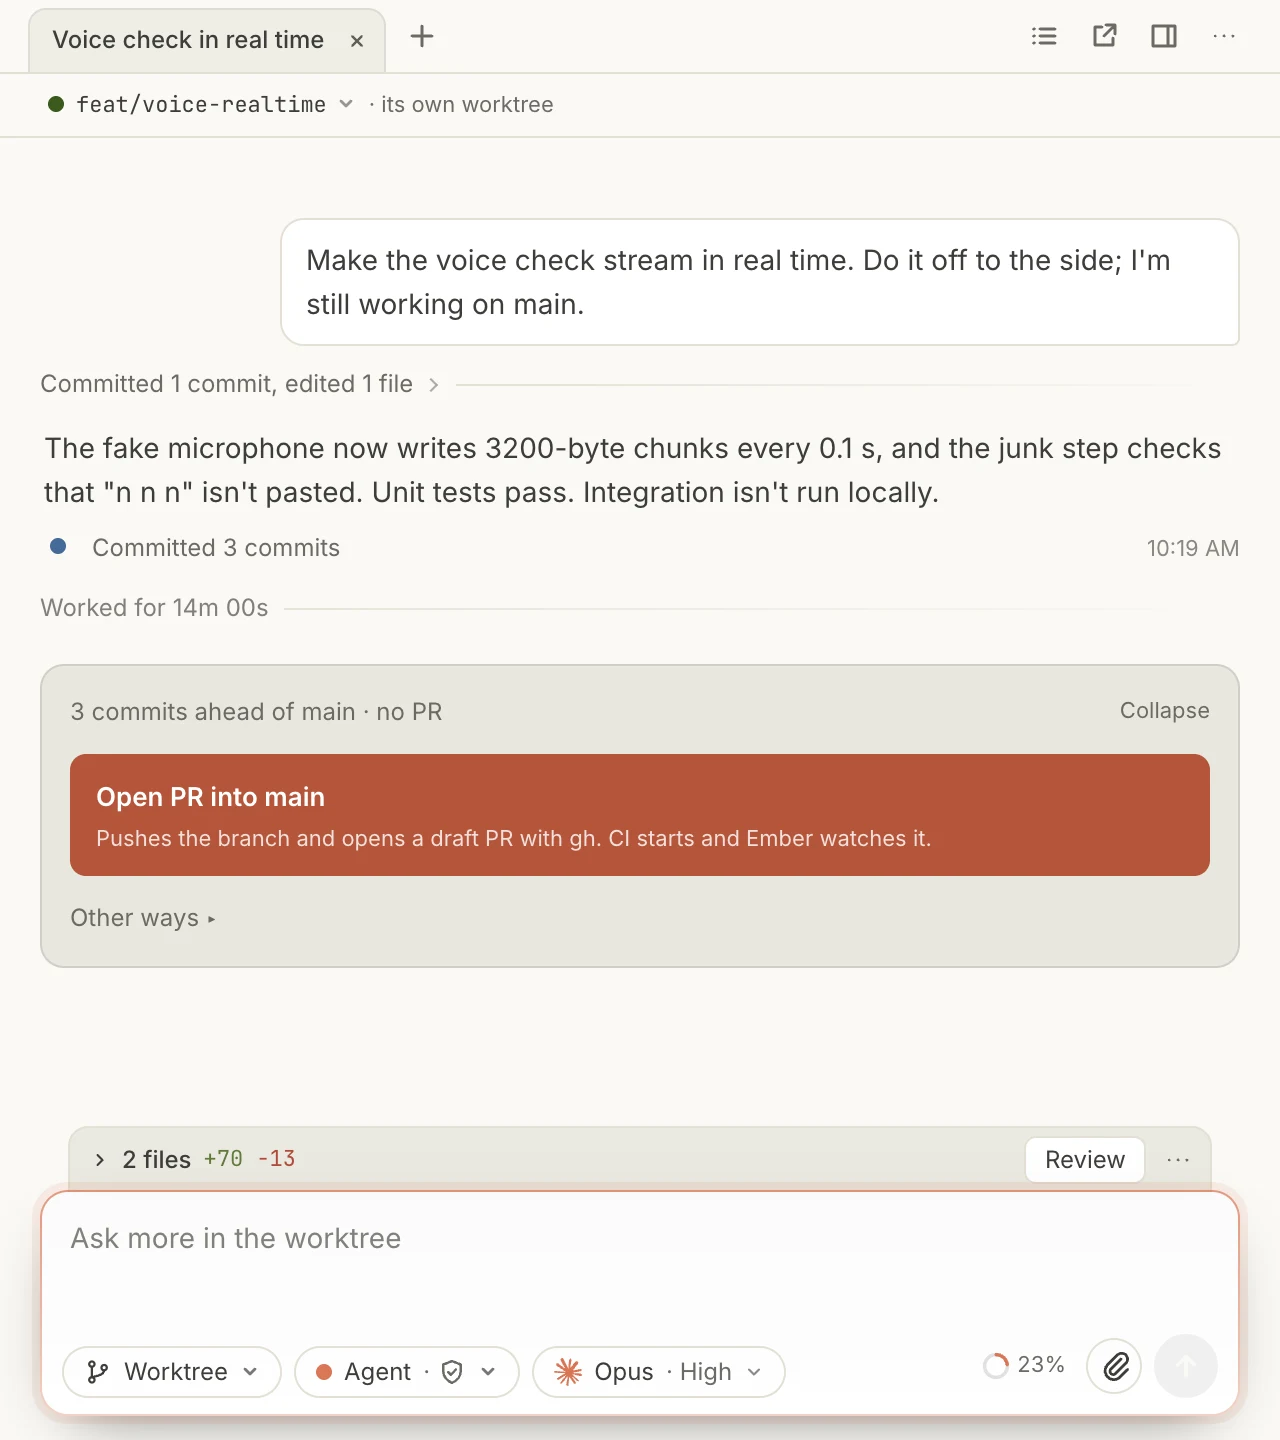 Voice check in real time
feat/voice-realtime · its own worktree
Make the voice check stream in real time. Do it off to the side; I'm
still working on main.
Committed 1 commit, edited 1 file
The fake microphone now writes 3200-byte chunks every 0.1 s, and the junk step checks
that "n n n" isn't pasted. Unit tests pass. Integration isn't run locally.
Committed 3 commits 10:19 AM
Worked for 14m 00s
3 commits ahead of main · no PR Collapse
Open PR into main
Pushes the branch and opens a draft PR with gh. CI starts and Ember watches it.
Other ways ▸
2 files +70 -13 Review
Ask more in the worktree
Worktree Agent · Opus · High 23%